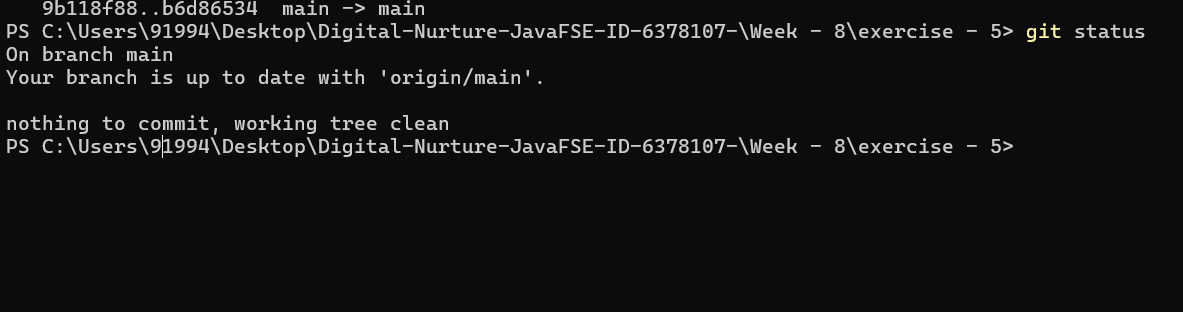 9b118f88..b6d86534  main -> main
PS C:\Users\91994\Desktop\Digital-Nurture-JavaFSE-ID-6378107-\Week - 8\exercise - 5> git status
On branch main
Your branch is up to date with 'origin/main'.
nothing to commit, working tree clean
PS C:\Users\91994\Desktop\Digital-Nurture-JavaFSE-ID-6378107-\Week - 8\exercise - 5>